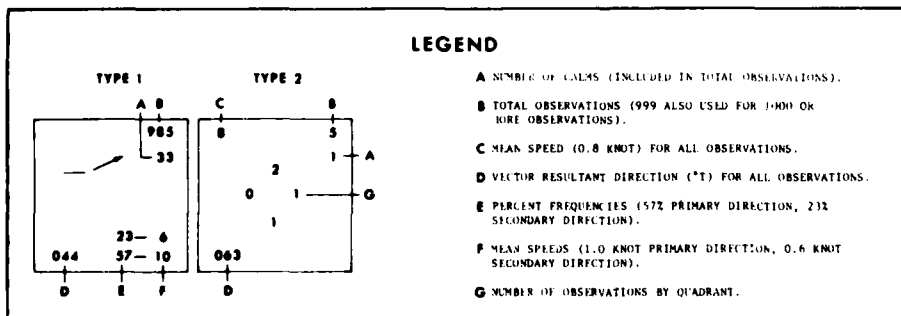 LEGEND
TYPE 1
TYPE 2
A B
985
33
23— 6
044 57— 10
D E F
C B
8 5
1 A
2
0 1 G
1
063
D
A NUMBER OF CALMS (INCLUDED IN TOTAL OBSERVATIONS).
B TOTAL OBSERVATIONS (999 ALSO USED FOR 1000 OR
MORE OBSERVATIONS).
C MEAN SPEED (0.8 KNOT) FOR ALL OBSERVATIONS.
D VECTOR RESULTANT DIRECTION (°T) FOR ALL OBSERVATIONS.
E PERCENT FREQUENCIES (57% PRIMARY DIRECTION, 23%
SECONDARY DIRECTION).
F MEAN SPEEDS (1.0 KNOT PRIMARY DIRECTION, 0.6 KNOT
SECONDARY DIRECTION).
G NUMBER OF OBSERVATIONS BY QUADRANT.